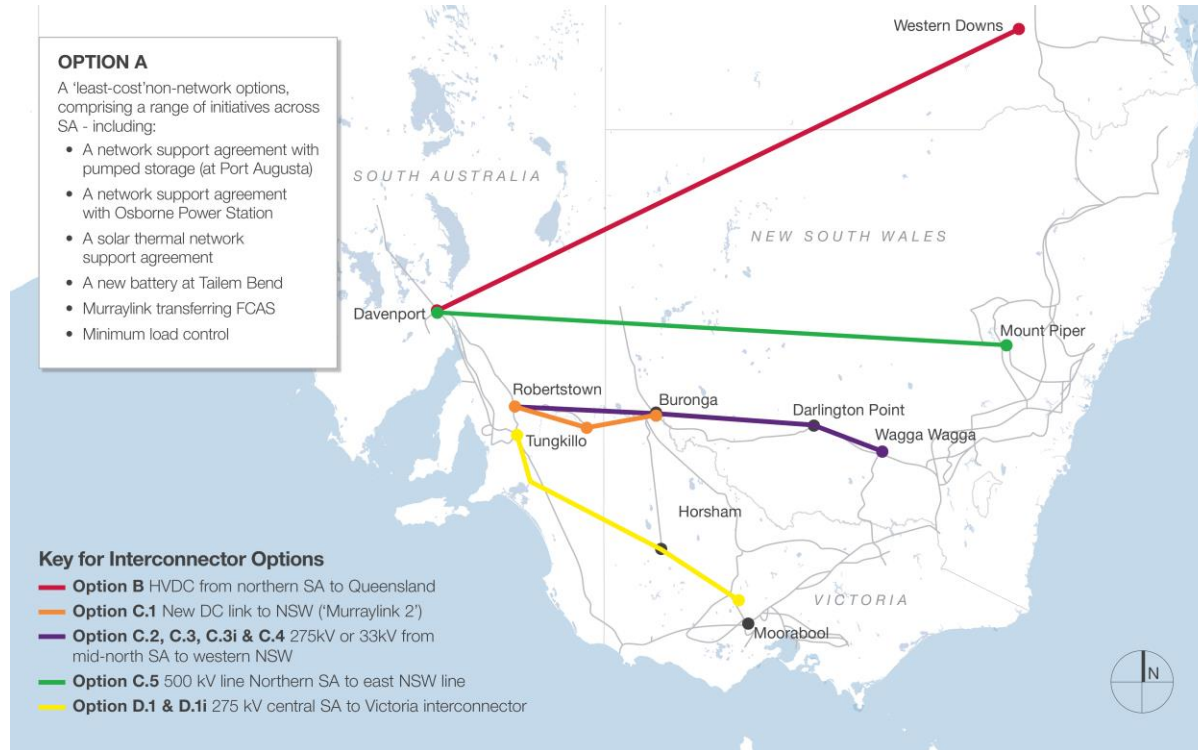 OPTION A
A ‘least-cost’non-network options,
comprising a range of initiatives across
SA - including:
• A network support agreement with
pumped storage (at Port Augusta)
• A network support agreement
with Osborne Power Station
• A solar thermal network
support agreement
• A new battery at Tailem Bend
• Murraylink transferring FCAS
• Minimum load control
Western Downs
SOUTH AUSTRALIA
NEW SOUTH WALES
Davenport
Mount Piper
Robertstown
Buronga
Darlington Point
Wagga Wagga
Tungkillo
Horsham
VICTORIA
Moorabool
Key for Interconnector Options
Option B HVDC from northern SA to Queensland
Option C.1 New DC link to NSW (‘Murraylink 2’)
Option C.2, C.3, C.3i & C.4 275kV or 33kV from
mid-north SA to western NSW
Option C.5 500 kV line Northern SA to east NSW line
Option D.1 & D.1i 275 kV central SA to Victoria interconnector
N